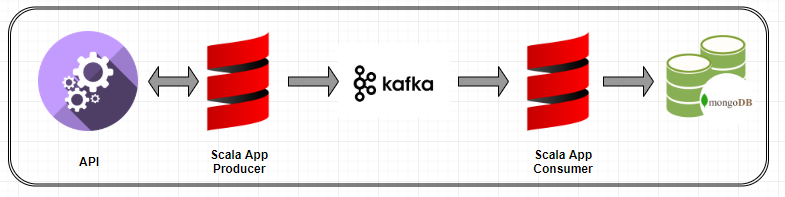 kafka
mongoDB
API
Scala App
Producer
Scala App
Consumer